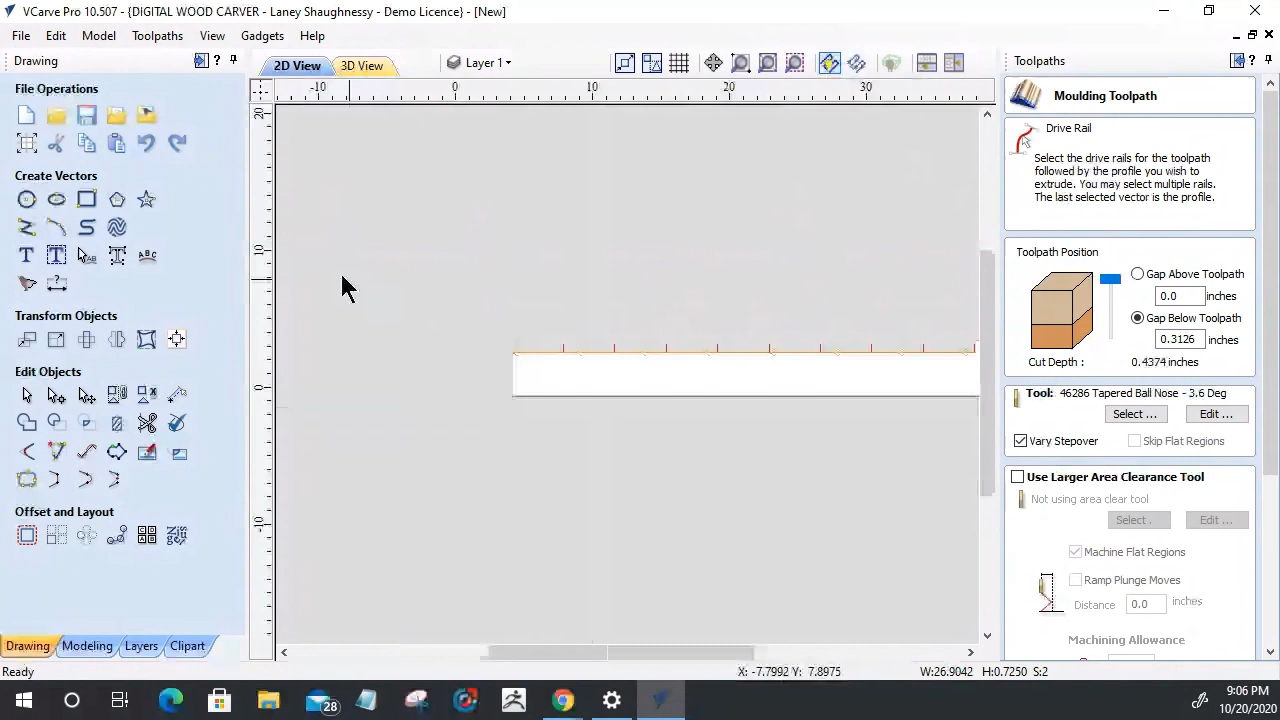 VCarve Pro 10.507 - {DIGITAL WOOD CARVER - Laney Shaughnessy - Demo Licence} - [New]
File Edit Model Toolpaths View Gadgets Help
Drawing
2D View 3D View Layer 1
Toolpaths
File Operations
Create Vectors
Transform Objects
Edit Objects
Offset and Layout
-10 0 10 20 30
20
10
0
-10
Moulding Toolpath
Drive Rail
Select the drive rails for the toolpath
followed by the profile you wish to
extrude. You may select multiple rails.
The last selected vector is the profile.
Toolpath Position
Gap Above Toolpath
0.0 inches
Gap Below Toolpath
0.3126 inches
Cut Depth : 0.4374 inches
Tool: 46286 Tapered Ball Nose - 3.6 Deg
Select ... Edit ...
Vary Stepover Skip Flat Regions
Use Larger Area Clearance Tool
Not using area clear tool
Select . Edit ...
Machine Flat Regions
Ramp Plunge Moves
Distance 0.0 inches
Machining Allowance
Drawing Modeling Layers Clipart
Ready X: -7.7992 Y: 7.8975 W:26.9042 H:0.7250 S:2
28
9:06 PM
10/20/2020